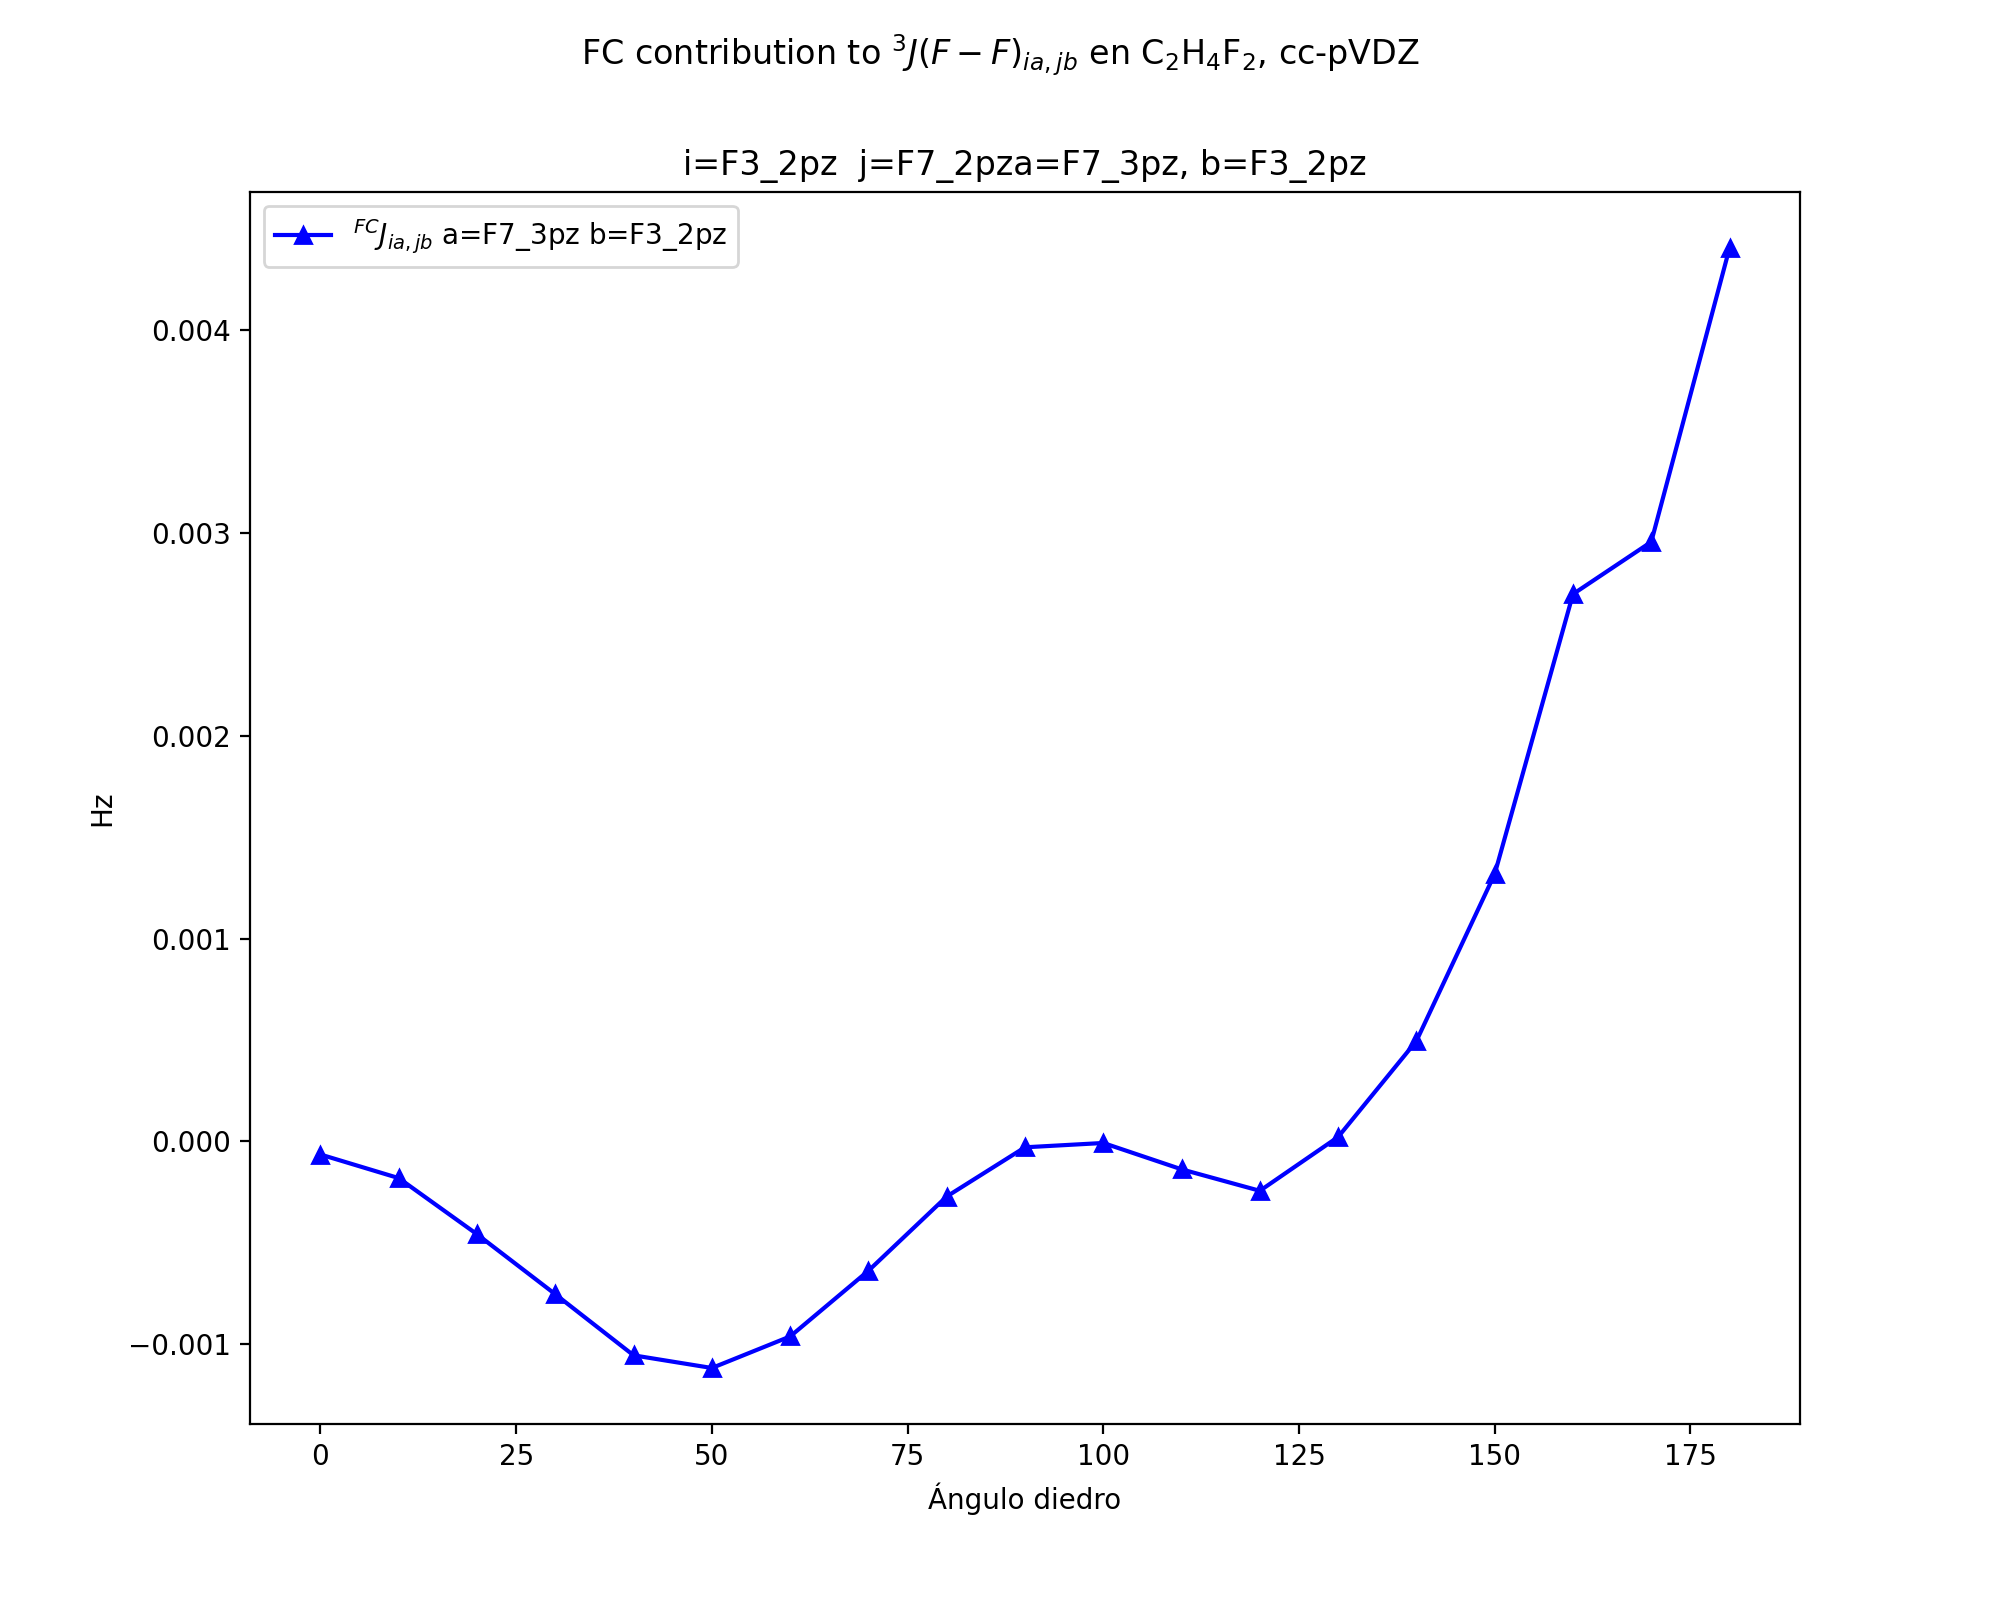 FC contribution to ³J(F − F)ia, jb en C₂H₄F₂, cc-pVDZ
i=F3_2pz  j=F7_2pza=F7_3pz, b=F3_2pz
FCJia, jb a=F7_3pz b=F3_2pz
0.004
0.003
0.002
0.001
0.000
−0.001
Hz
0 25 50 75 100 125 150 175
Ángulo diedro